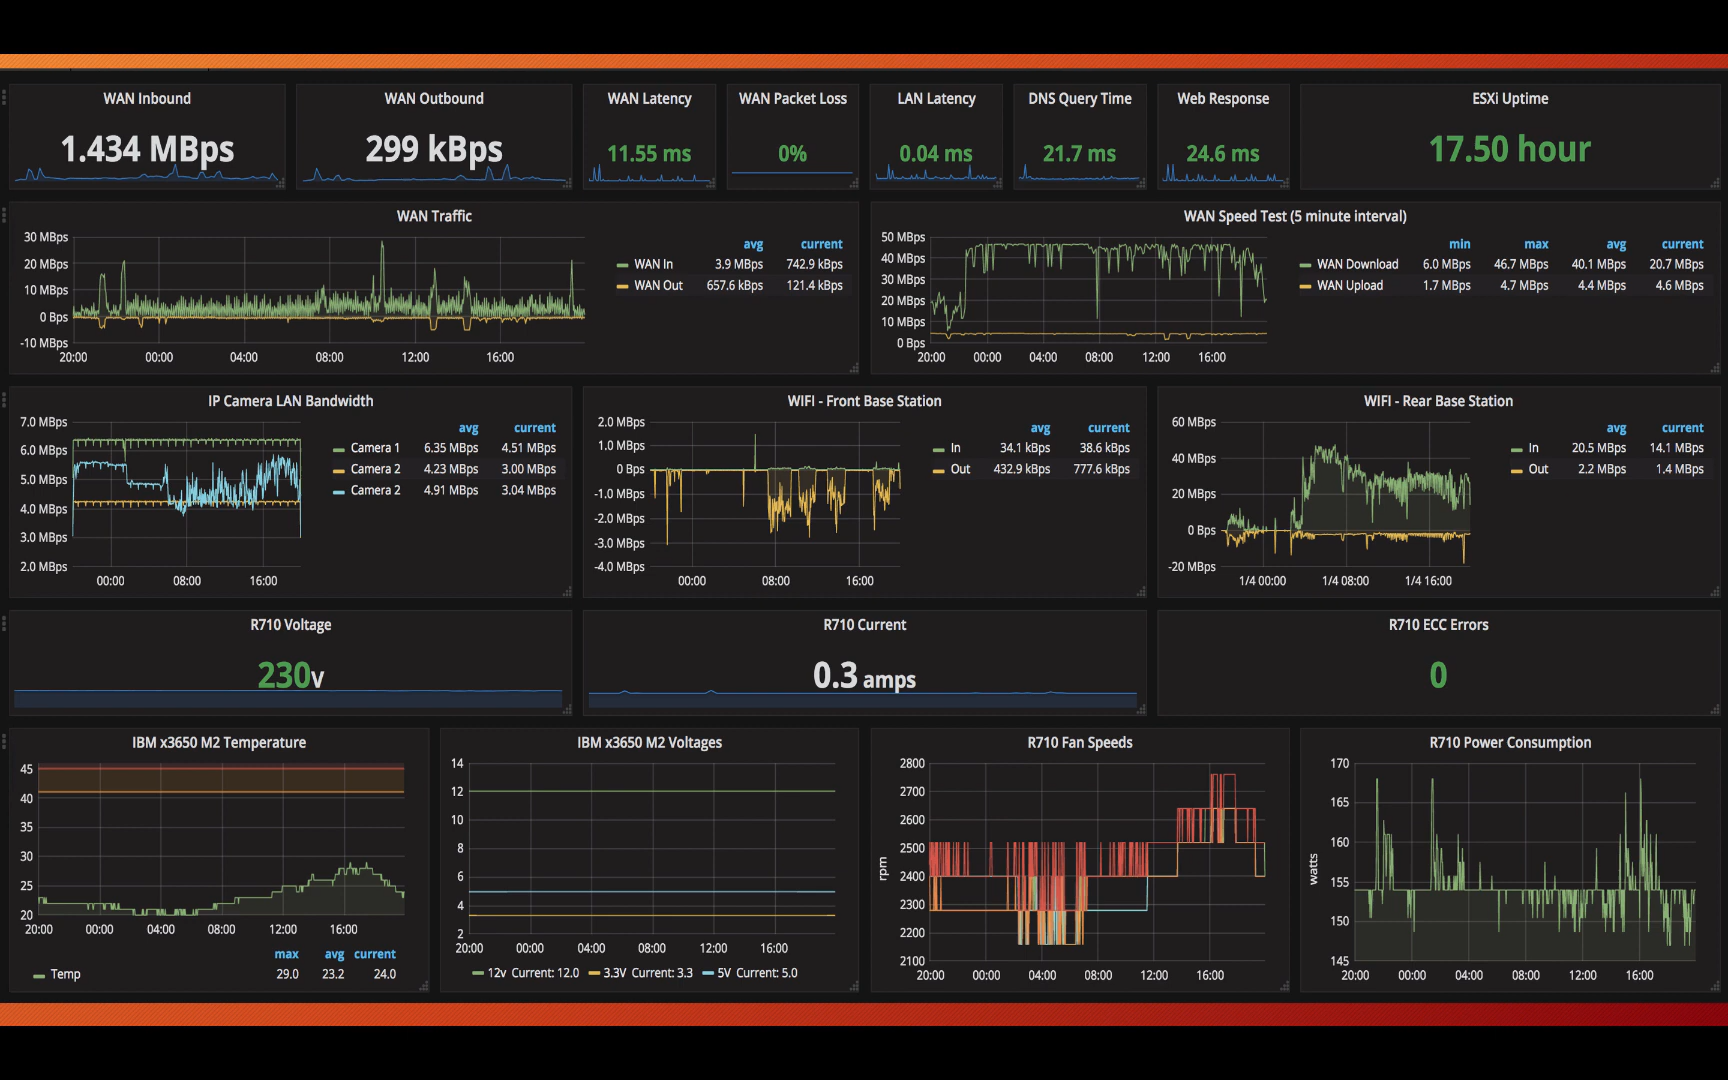 WAN Inbound
1.434 MBps
WAN Outbound
299 kBps
WAN Latency
11.55 ms
WAN Packet Loss
0%
LAN Latency
0.04 ms
DNS Query Time
21.7 ms
Web Response
24.6 ms
ESXi Uptime
17.50 hour
WAN Traffic
30 MBps
20 MBps
10 MBps
0 Bps
-10 MBps
20:00 00:00 04:00 08:00 12:00 16:00
avg current
WAN In 3.9 MBps 742.9 kBps
WAN Out 657.6 kBps 121.4 kBps
WAN Speed Test (5 minute interval)
50 MBps
40 MBps
30 MBps
20 MBps
10 MBps
0 Bps
20:00 00:00 04:00 08:00 12:00 16:00
min max avg current
WAN Download 6.0 MBps 46.7 MBps 40.1 MBps 20.7 MBps
WAN Upload 1.7 MBps 4.7 MBps 4.4 MBps 4.6 MBps
IP Camera LAN Bandwidth
7.0 MBps
6.0 MBps
5.0 MBps
4.0 MBps
3.0 MBps
2.0 MBps
00:00 08:00 16:00
avg current
Camera 1 6.35 MBps 4.51 MBps
Camera 2 4.23 MBps 3.00 MBps
Camera 2 4.91 MBps 3.04 MBps
WIFI - Front Base Station
2.0 MBps
1.0 MBps
0 Bps
-1.0 MBps
-2.0 MBps
-3.0 MBps
-4.0 MBps
00:00 08:00 16:00
avg current
In 34.1 kBps 38.6 kBps
Out 432.9 kBps 777.6 kBps
WIFI - Rear Base Station
60 MBps
40 MBps
20 MBps
0 Bps
-20 MBps
1/4 00:00 1/4 08:00 1/4 16:00
avg current
In 20.5 MBps 14.1 MBps
Out 2.2 MBps 1.4 MBps
R710 Voltage
230V
R710 Current
0.3 amps
R710 ECC Errors
0
IBM x3650 M2 Temperature
45
40
35
30
25
20
20:00 00:00 04:00 08:00 12:00 16:00
max avg current
Temp 29.0 23.2 24.0
IBM x3650 M2 Voltages
14
12
10
8
6
4
2
20:00 00:00 04:00 08:00 12:00 16:00
12v Current: 12.0 3.3V Current: 3.3 5V Current: 5.0
R710 Fan Speeds
rpm
2800
2700
2600
2500
2400
2300
2200
2100
20:00 00:00 04:00 08:00 12:00 16:00
R710 Power Consumption
watts
170
165
160
155
150
145
20:00 00:00 04:00 08:00 12:00 16:00